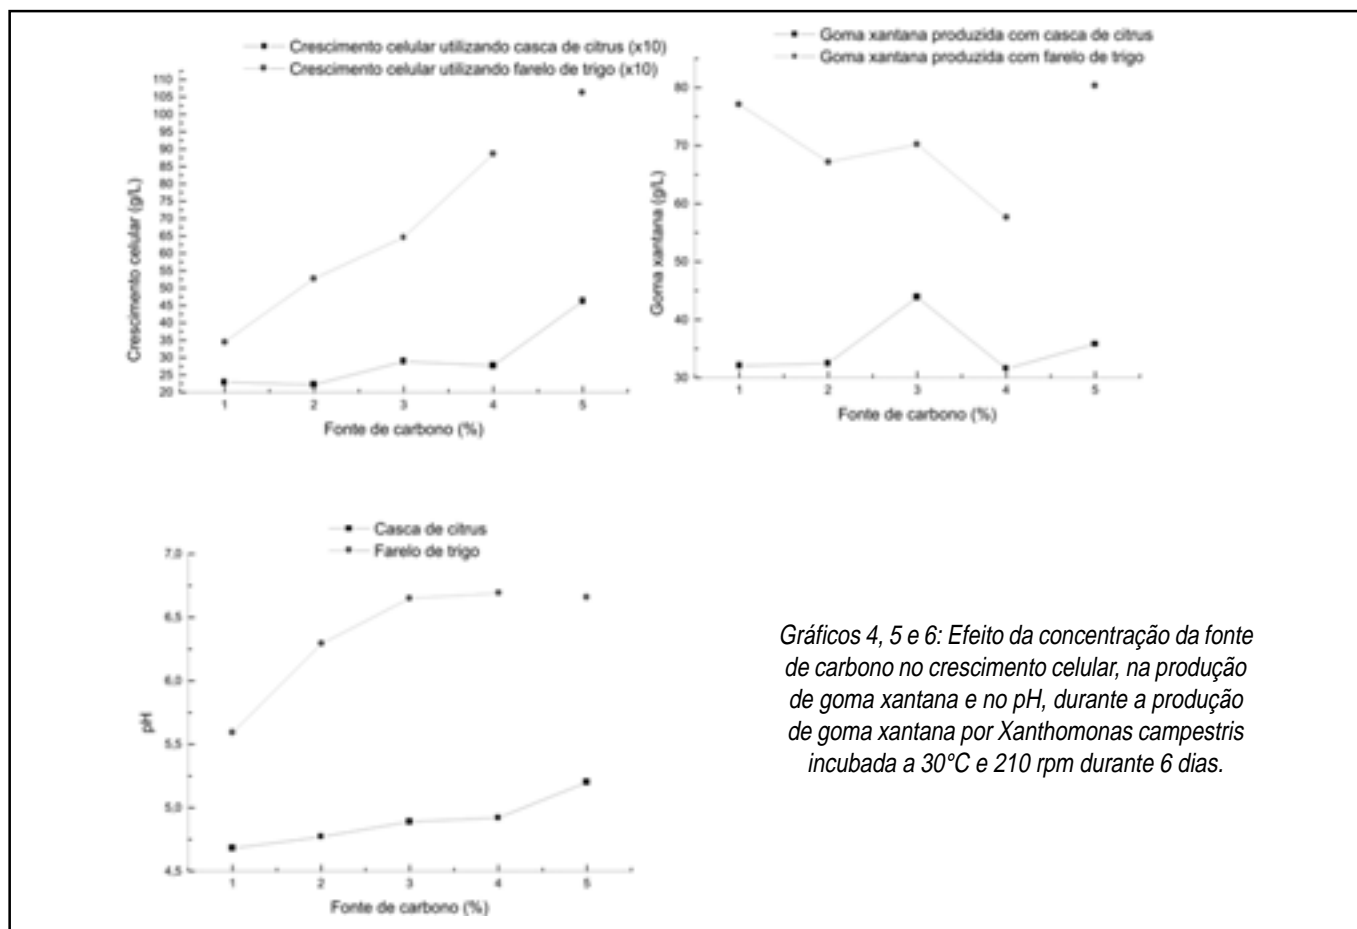 Crescimento celular utilizando casca de citrus (x10)
Crescimento celular utilizando farelo de trigo (x10)
110
105
100
95
90
85
80
75
70
65
60
55
50
45
40
35
30
25
20
Crescimento celular (g/L)
1 2 3 4 5
Fonte de carbono (%)
Goma xantana produzida com casca de citrus
Goma xantana produzida com farelo de trigo
80
70
60
50
40
30
Goma xantana (g/L)
1 2 3 4 5
Fonte de carbono (%)
Casca de citrus
Farelo de trigo
7,0
6,5
6,0
5,5
5,0
4,5
pH
1 2 3 4 5
Fonte de carbono (%)
Gráficos 4, 5 e 6: Efeito da concentração da fonte
de carbono no crescimento celular, na produção
de goma xantana e no pH, durante a produção
de goma xantana por Xanthomonas campestris
incubada a 30°C e 210 rpm durante 6 dias.